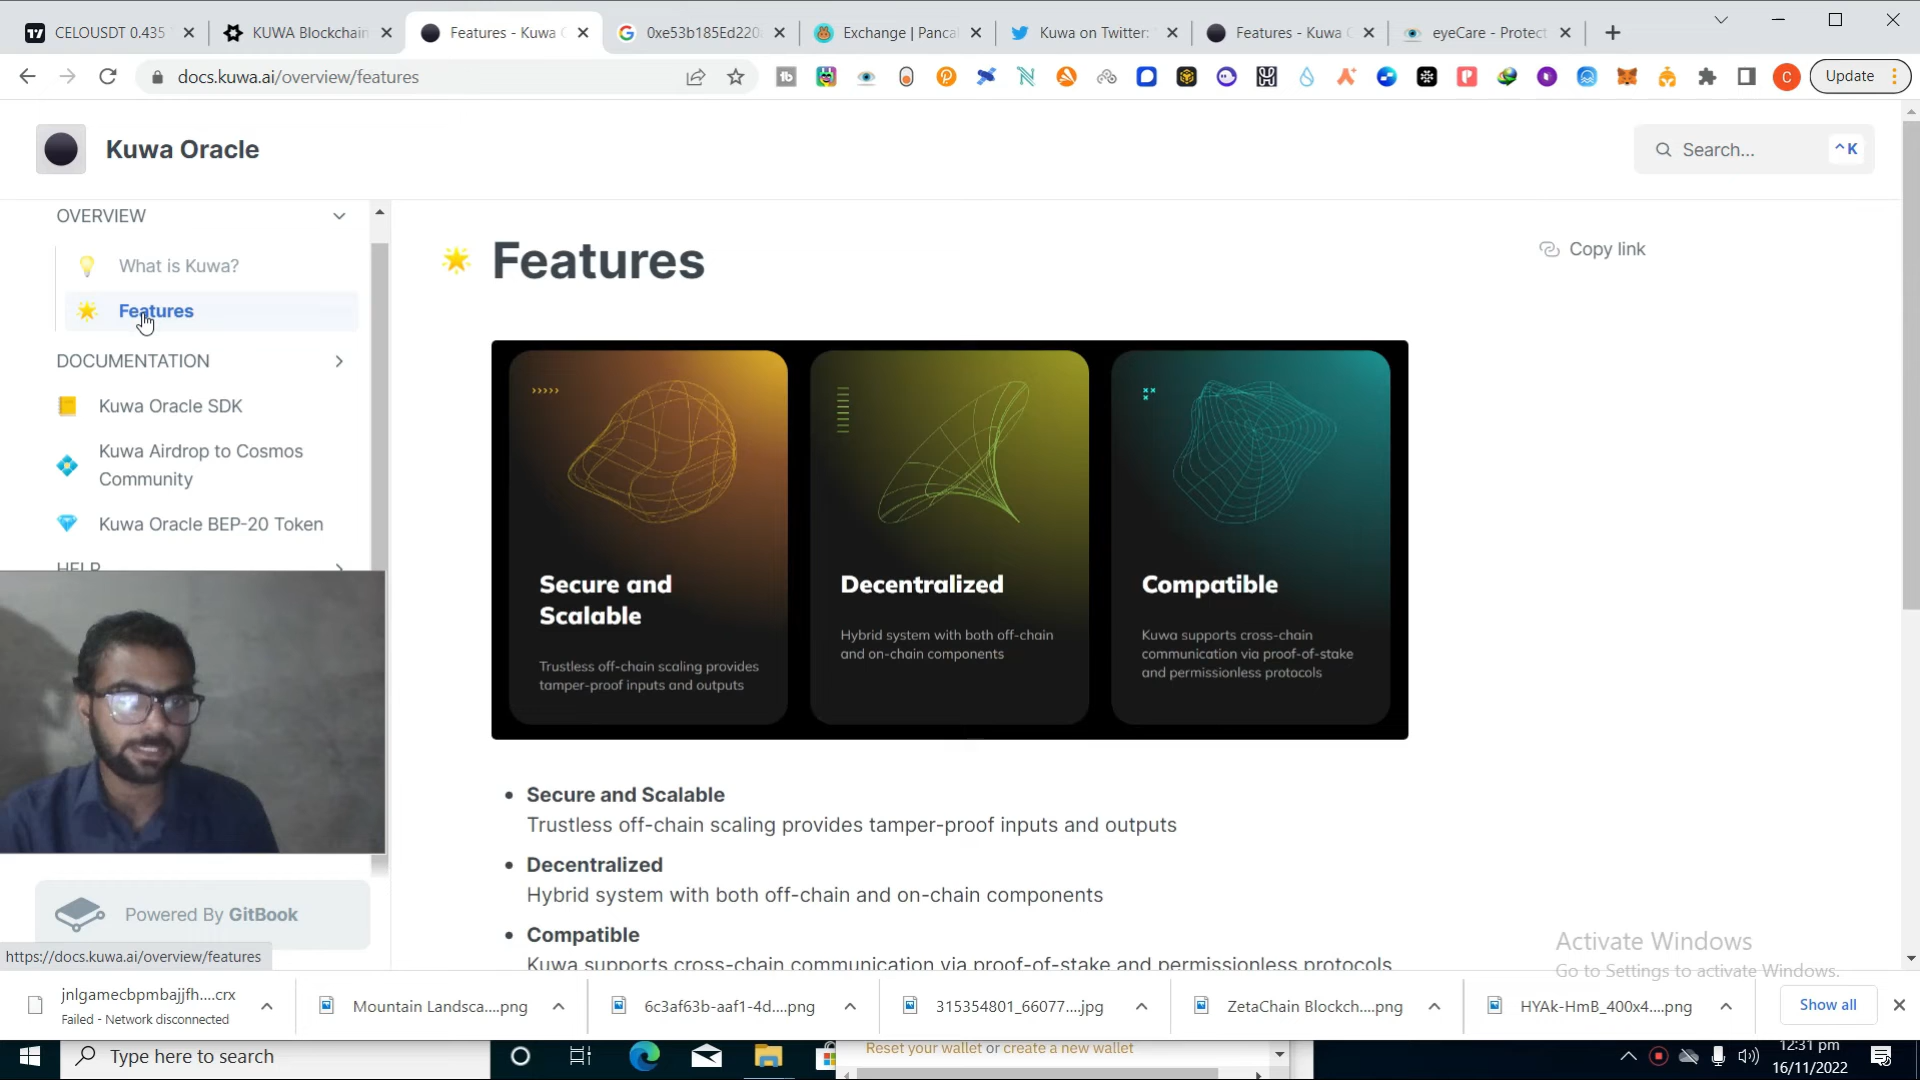 CELOUSDT 0.435
KUWA Blockchain
Features - Kuwa
0xe53b185Ed220
Exchange | Panca
Kuwa on Twitter:
Features - Kuwa
eyeCare - Protect
docs.kuwa.ai/overview/features
Update
Kuwa Oracle
Search...
^K
OVERVIEW
What is Kuwa?
Features
DOCUMENTATION
Kuwa Oracle SDK
Kuwa Airdrop to Cosmos
Community
Kuwa Oracle BEP-20 Token
HELP
Powered By GitBook
https://docs.kuwa.ai/overview/features
Features
Copy link
Secure and
Scalable
Trustless off-chain scaling provides
tamper-proof inputs and outputs
Decentralized
Hybrid system with both off-chain
and on-chain components
Compatible
Kuwa supports cross-chain
communication via proof-of-stake
and permissionless protocols
• Secure and Scalable
Trustless off-chain scaling provides tamper-proof inputs and outputs
• Decentralized
Hybrid system with both off-chain and on-chain components
• Compatible
Kuwa supports cross-chain communication via proof-of-stake and permissionless protocols
Activate Windows
Go to Settings to activate Windows.
jnlgamecbpmbajjfh....crx
Failed - Network disconnected
Mountain Landsca....png
6c3af63b-aaf1-4d....png
315354801_66077....jpg
ZetaChain Blockch....png
HYAk-HmB_400x4....png
Show all
Type here to search
Reset your wallet or create a new wallet
12:31 pm
16/11/2022